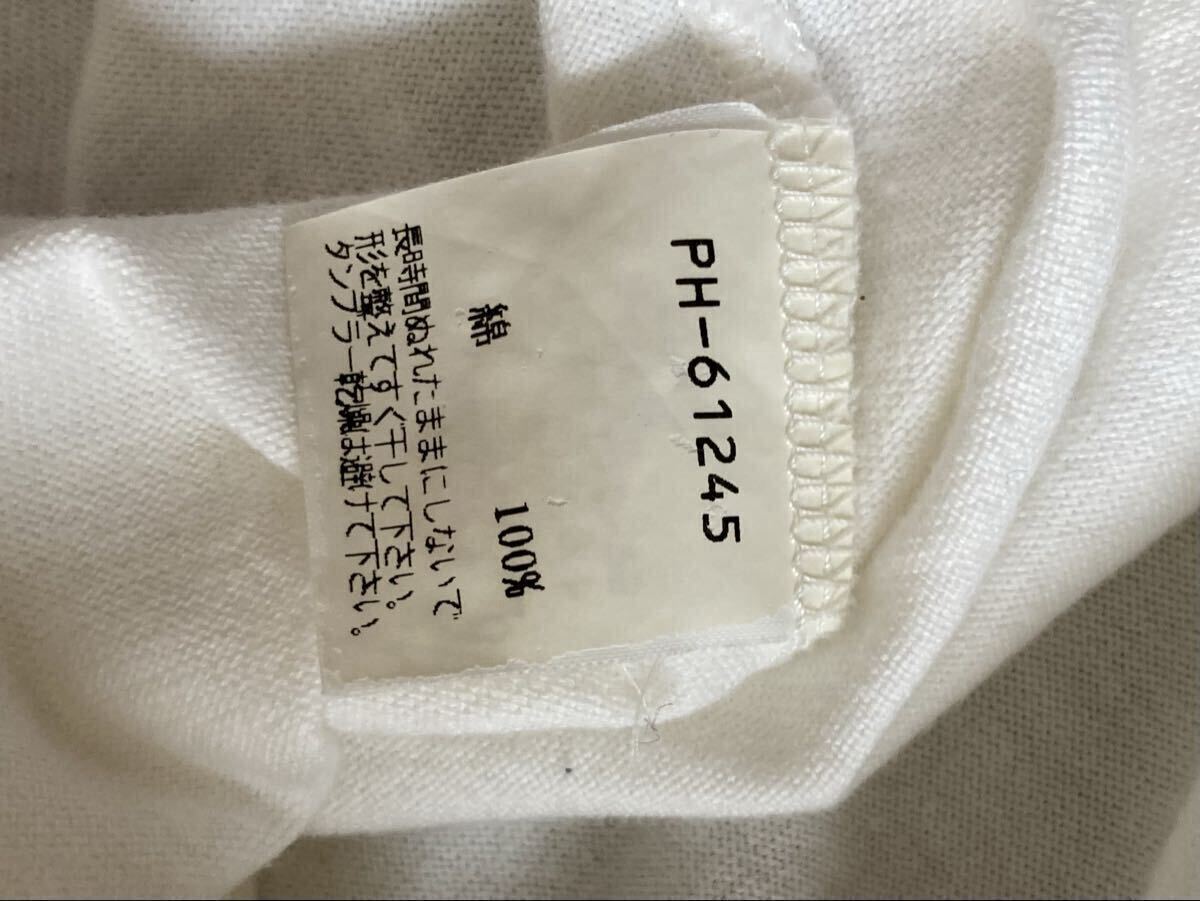 PH-61245
綿 100%
長時間ぬれたままにしないで
形を整えてすぐ干して下さい。
タンブラー乾燥は避けて下さい。